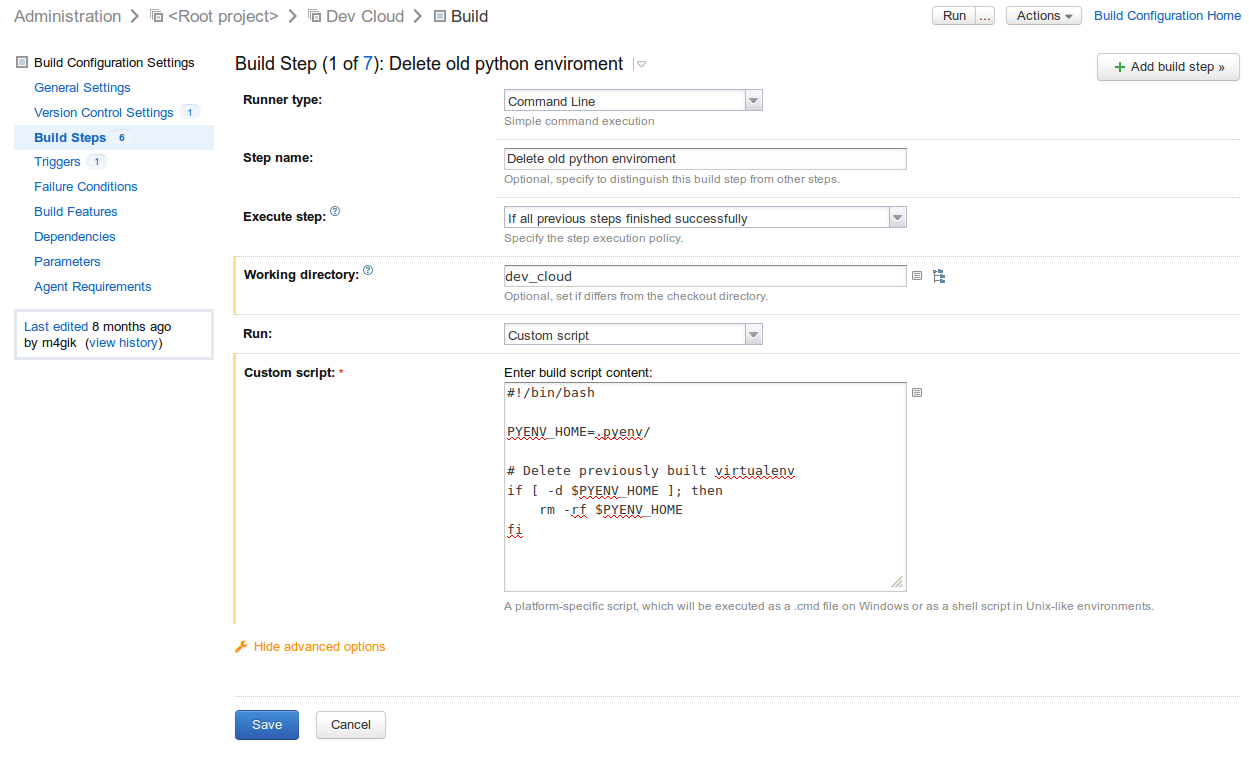 Administration > <Root project> > Dev Cloud > Build
Run ... Actions Build Configuration Home
Build Configuration Settings
General Settings
Version Control Settings 1
Build Steps 6
Triggers 1
Failure Conditions
Build Features
Dependencies
Parameters
Agent Requirements
Last edited 8 months ago
by m4gik (view history)
Build Step (1 of 7): Delete old python enviroment
+ Add build step »
Runner type:
Command Line
Simple command execution
Step name:
Delete old python enviroment
Optional, specify to distinguish this build step from other steps.
Execute step: ?
If all previous steps finished successfully
Specify the step execution policy.
Working directory: ?
dev_cloud
Optional, set if differs from the checkout directory.
Run:
Custom script
Custom script: *
Enter build script content:
#!/bin/bash
PYENV_HOME=.pyenv/
# Delete previously built virtualenv
if [ -d $PYENV_HOME ]; then
rm -rf $PYENV_HOME
fi
A platform-specific script, which will be executed as a .cmd file on Windows or as a shell script in Unix-like environments.
Hide advanced options
Save
Cancel